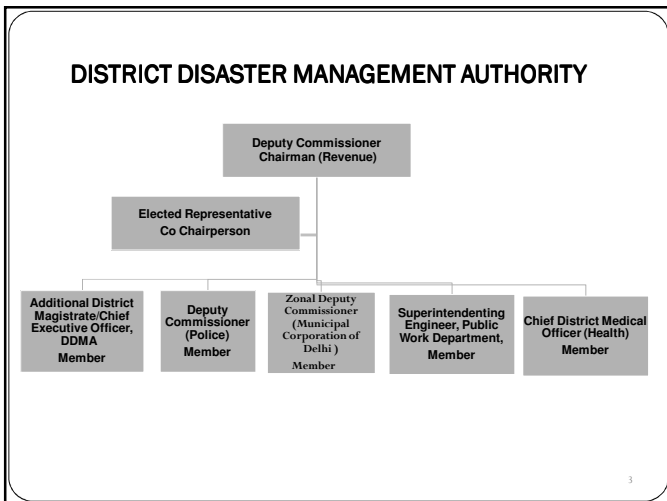 DISTRICT DISASTER MANAGEMENT AUTHORITY
Deputy Commissioner
Chairman (Revenue)
Elected Representative
Co Chairperson
Additional District
Magistrate/Chief
Executive Officer,
DDMA
Member
Deputy
Commissioner
(Police)
Member
Zonal Deputy
Commissioner
(Municipal
Corporation of
Delhi )
Member
Superintendenting
Engineer, Public
Work Department,
Member
Chief District Medical
Officer (Health)
Member
3